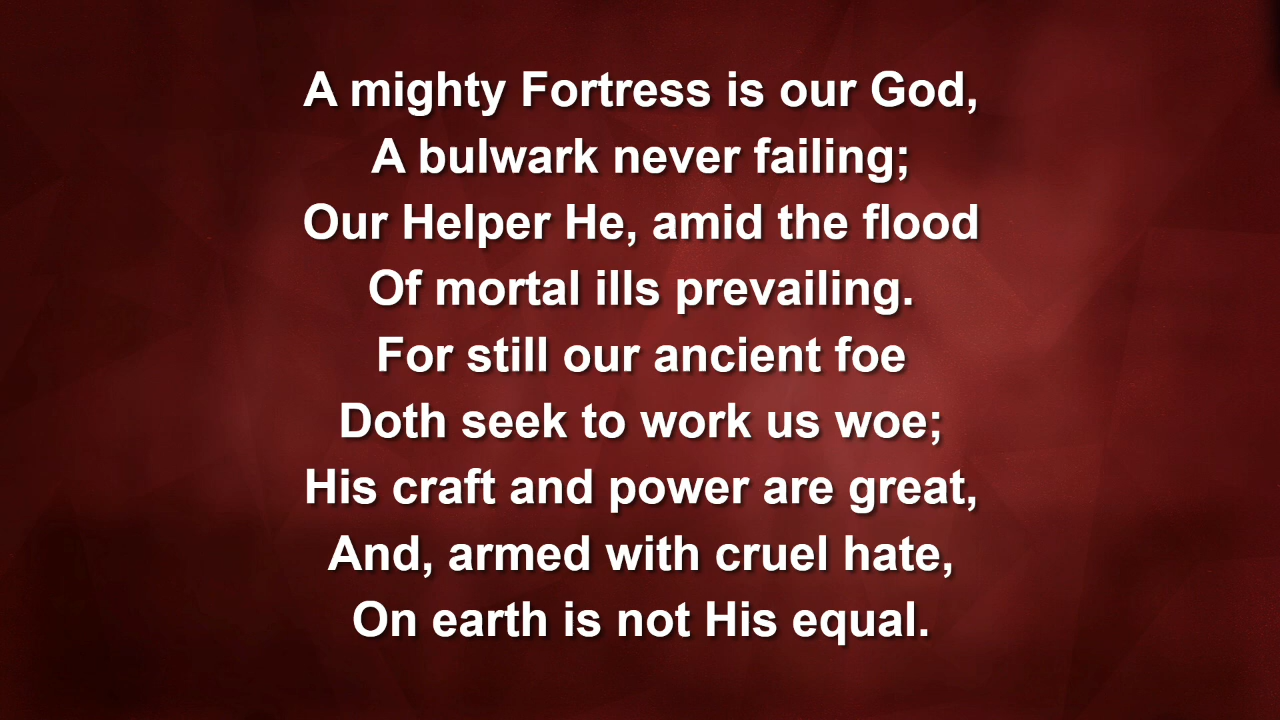 A mighty Fortress is our God,
A bulwark never failing;
Our Helper He, amid the flood
Of mortal ills prevailing.
For still our ancient foe
Doth seek to work us woe;
His craft and power are great,
And, armed with cruel hate,
On earth is not His equal.